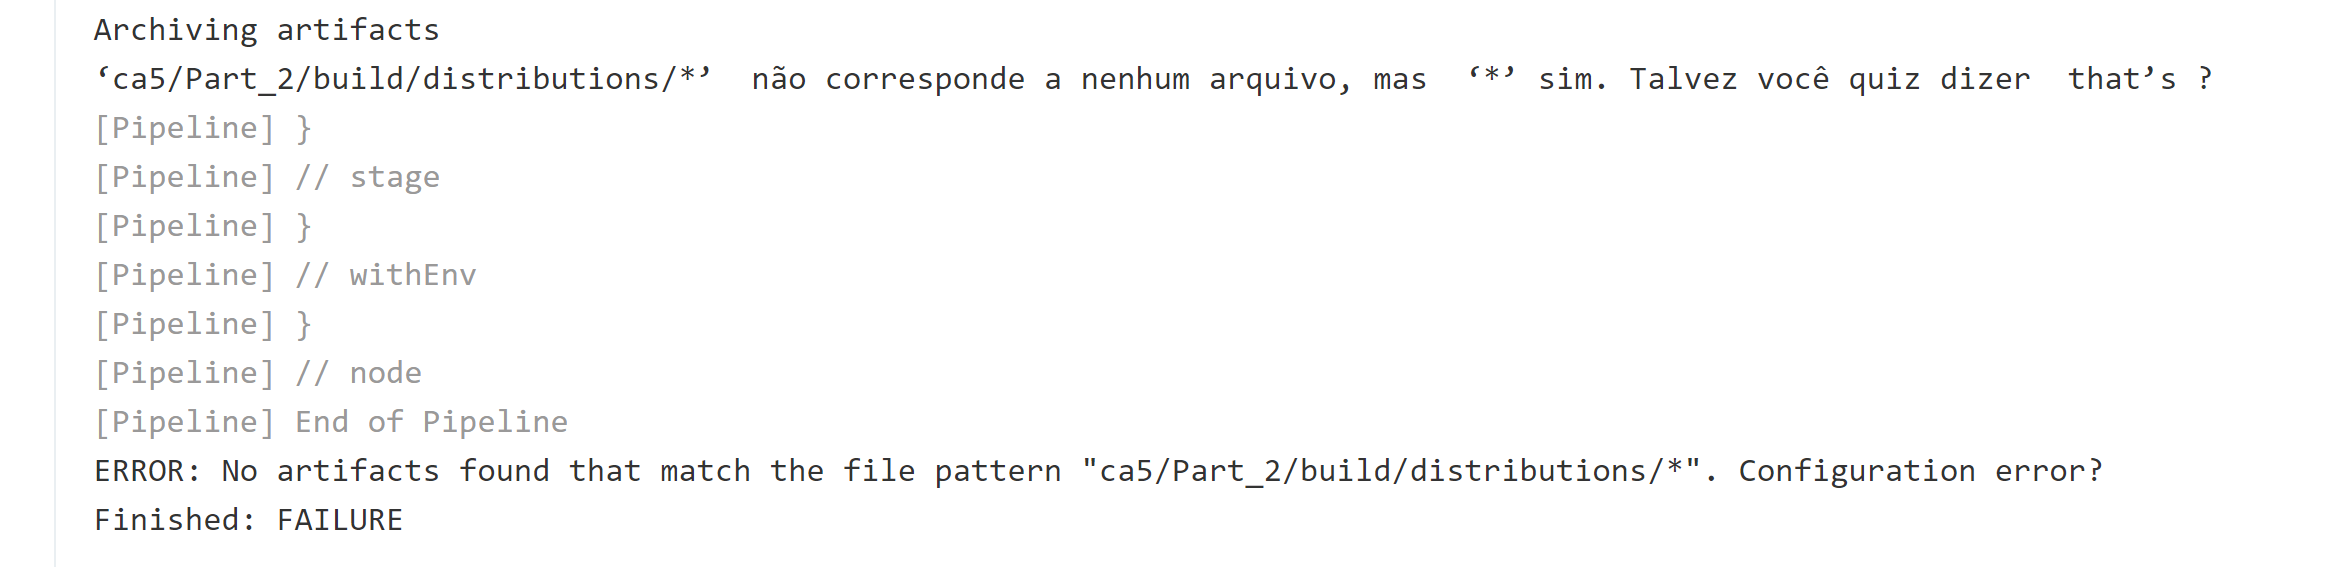 Archiving artifacts
‘ca5/Part_2/build/distributions/*’  não corresponde a nenhum arquivo, mas  ‘*’ sim. Talvez você quiz dizer  that’s ?
[Pipeline] }
[Pipeline] // stage
[Pipeline] }
[Pipeline] // withEnv
[Pipeline] }
[Pipeline] // node
[Pipeline] End of Pipeline
ERROR: No artifacts found that match the file pattern "ca5/Part_2/build/distributions/*". Configuration error?
Finished: FAILURE